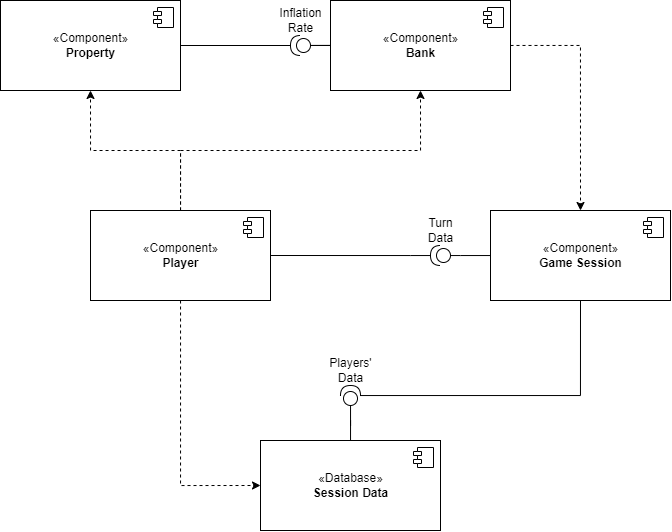 Inflation
Rate
«Component»
Property
«Component»
Bank
«Component»
Player
Turn
Data
«Component»
Game Session
Players'
Data
«Database»
Session Data